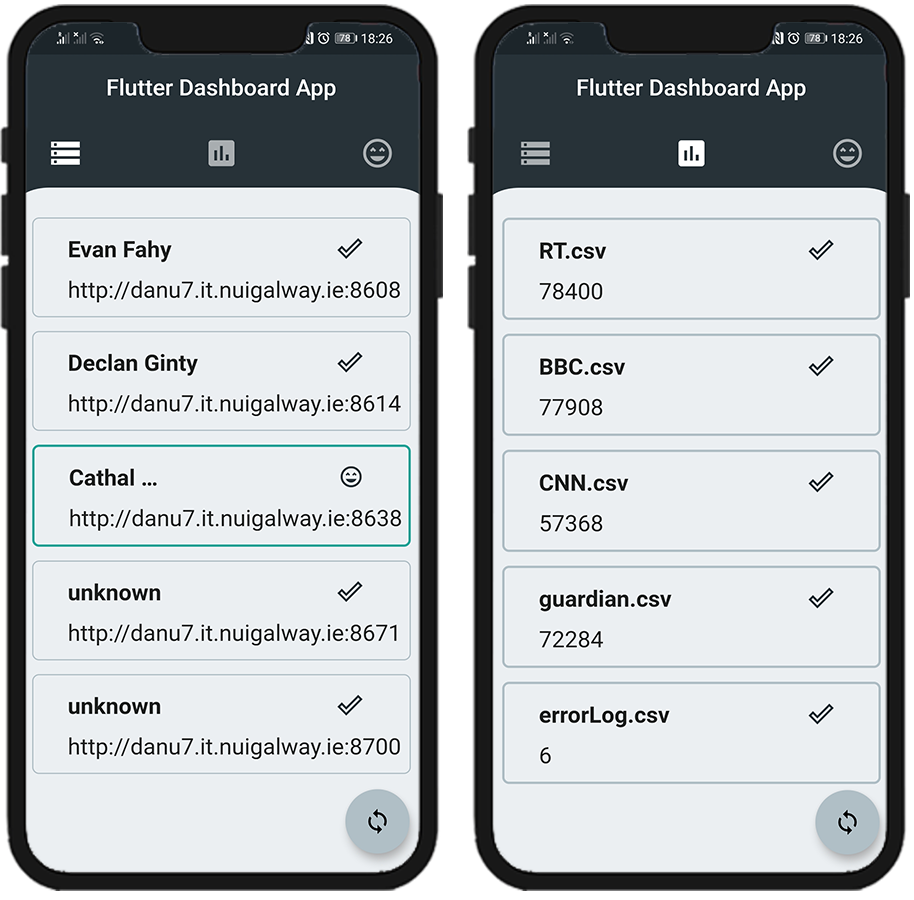 78 18:26
Flutter Dashboard App
Evan Fahy
http://danu7.it.nuigalway.ie:8608
Declan Ginty
http://danu7.it.nuigalway.ie:8614
Cathal ...
http://danu7.it.nuigalway.ie:8638
unknown
http://danu7.it.nuigalway.ie:8671
unknown
http://danu7.it.nuigalway.ie:8700
78 18:26
Flutter Dashboard App
RT.csv
78400
BBC.csv
77908
CNN.csv
57368
guardian.csv
72284
errorLog.csv
6